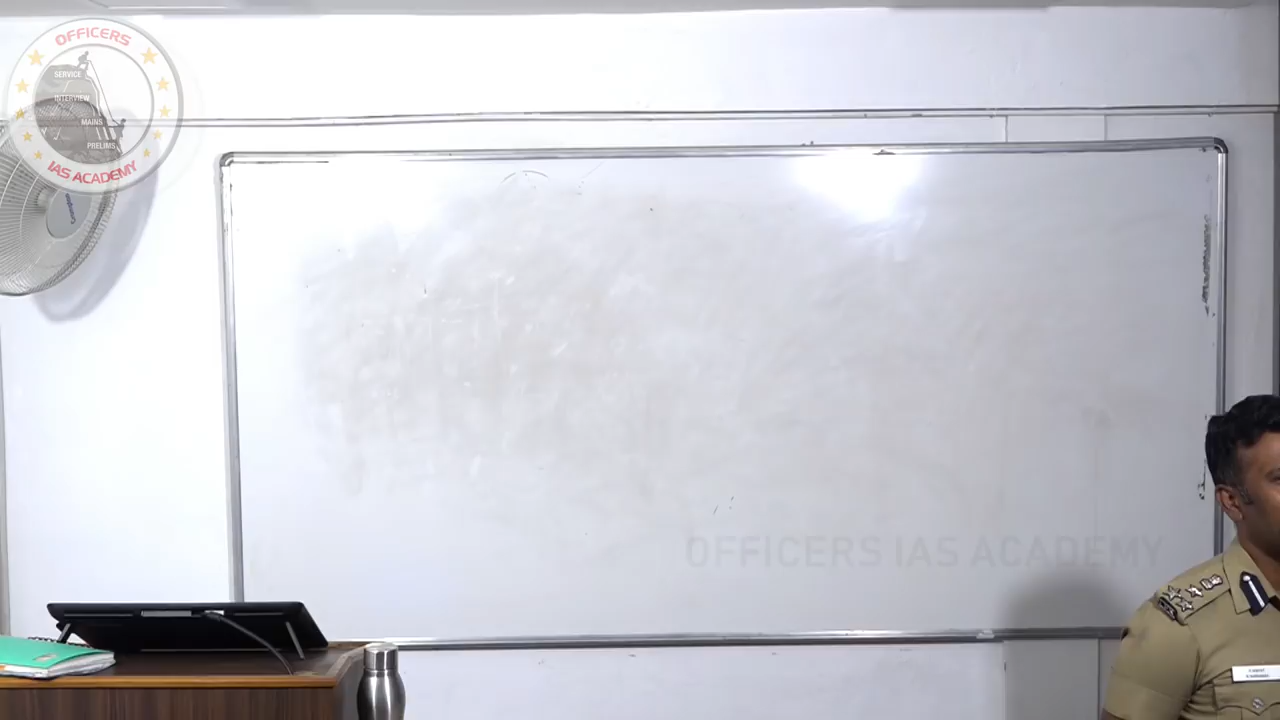 OFFICERS
SERVICE
INTERVIEW
MAINS
PRELIMS
IAS ACADEMY
OFFICERS IAS ACADEMY